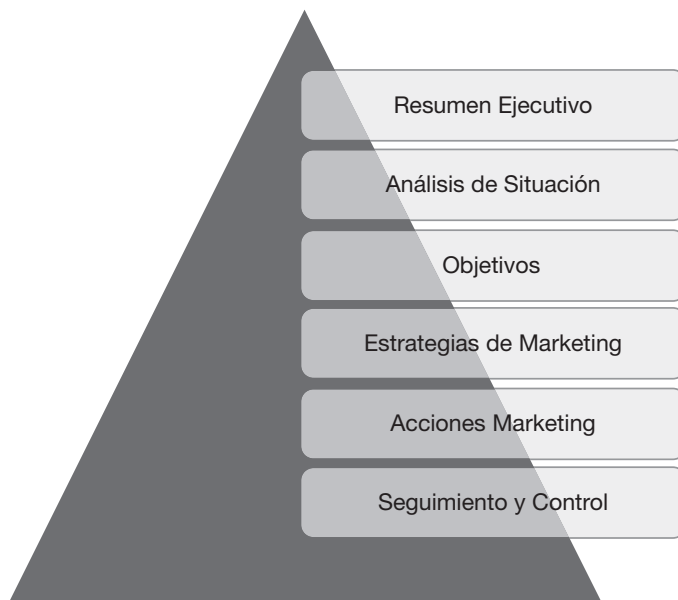 Resumen Ejecutivo
Análisis de Situación
Objetivos
Estrategias de Marketing
Acciones Marketing
Seguimiento y Control